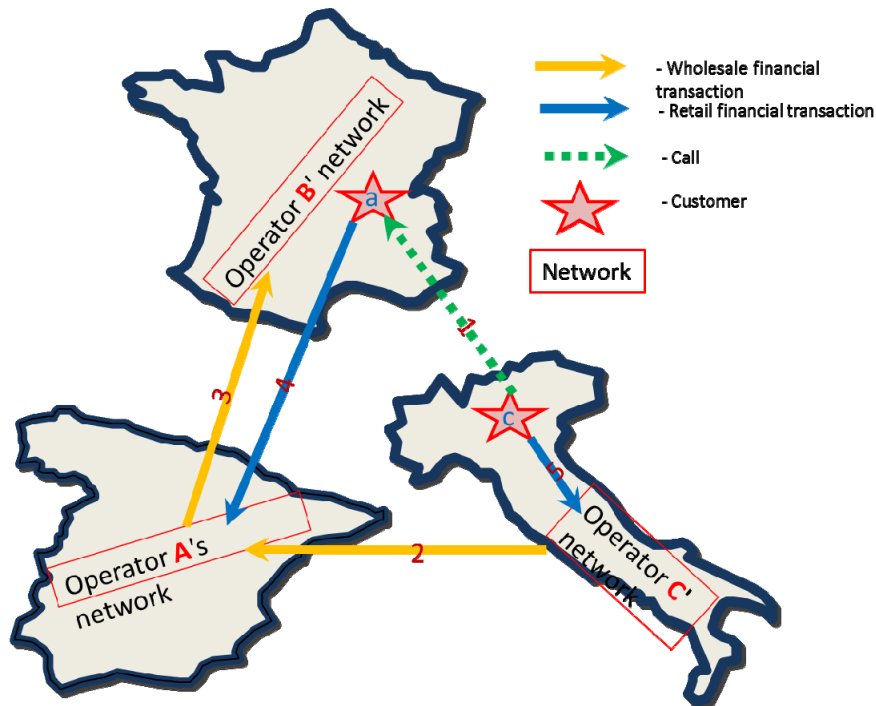 - Wholesale financial
transaction
- Retail financial transaction
- Call
- Customer
Network
Operator B' network
a
1
3
4
c
5
Operator A's
network
2
Operator C'
network